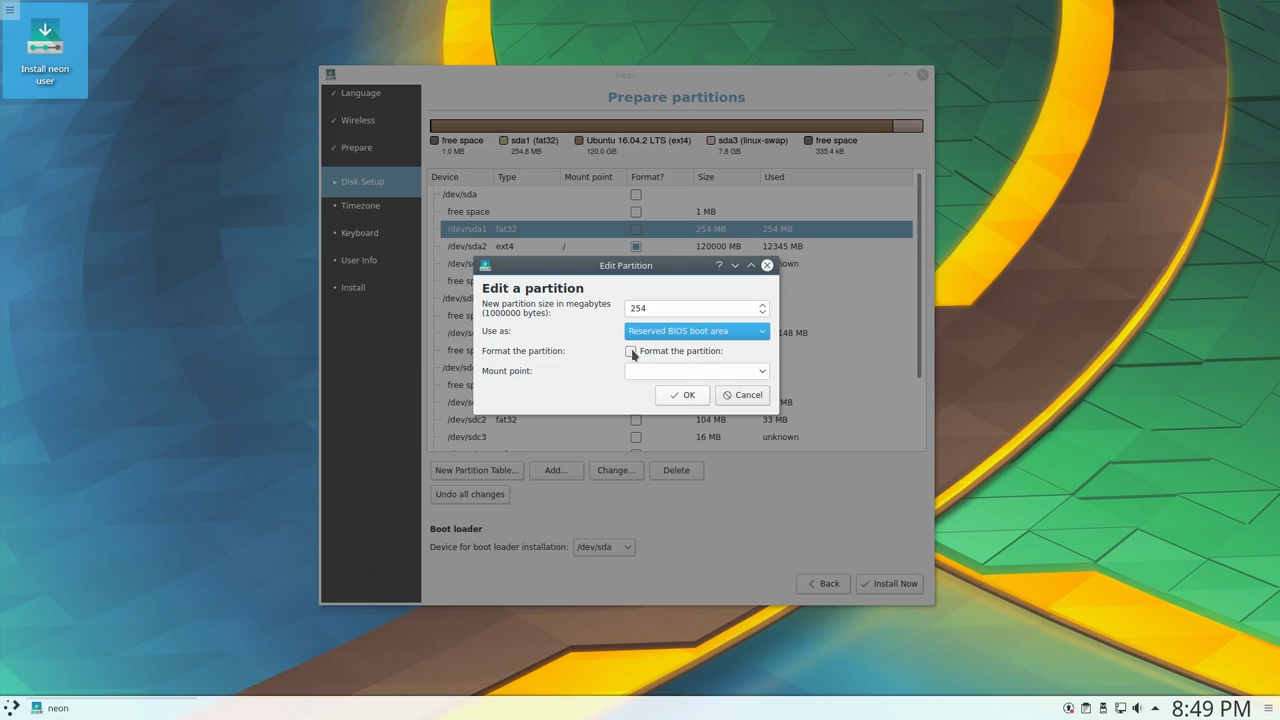 Install neon
user
neon
Language
Wireless
Prepare
Disk Setup
Timezone
Keyboard
User Info
Install
Prepare partitions
free space sda1 (fat32) Ubuntu 16.04.2 LTS (ext4) sda3 (linux-swap) free space
1.0 MB 254.8 MB 120.0 GB 7.8 GB 335.4 kB
Device Type Mount point Format? Size Used
/dev/sda
free space 1 MB
/dev/sda1 fat32 254 MB 254 MB
/dev/sda2 ext4 / 120000 MB 12345 MB
Edit Partition
Edit a partition
New partition size in megabytes
(1000000 bytes):
254
Use as: Reserved BIOS boot area
Format the partition: Format the partition:
Mount point:
OK Cancel
/dev/sdc2 fat32 104 MB 33 MB
/dev/sdc3 16 MB unknown
New Partition Table... Add... Change... Delete
Undo all changes
Boot loader
Device for boot loader installation: /dev/sda
Back Install Now
neon
8:49 PM